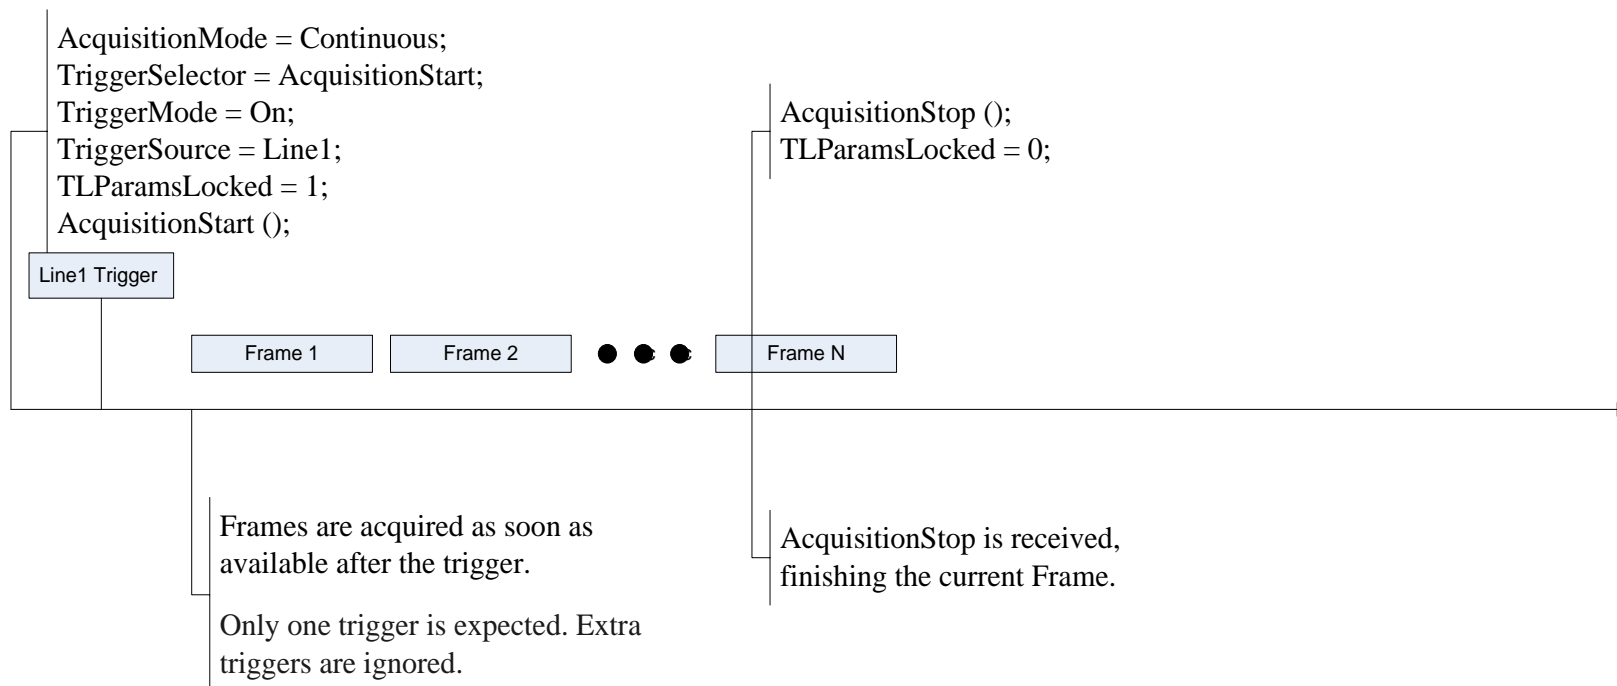 AcquisitionMode = Continuous;
TriggerSelector = AcquisitionStart;
TriggerMode = On;
TriggerSource = Line1;
TLParamsLocked = 1;
AcquisitionStart ();
AcquisitionStop ();
TLParamsLocked = 0;
Line1 Trigger
Frame 1
Frame 2
Frame N
Frames are acquired as soon as
available after the trigger.
Only one trigger is expected. Extra
triggers are ignored.
AcquisitionStop is received,
finishing the current Frame.